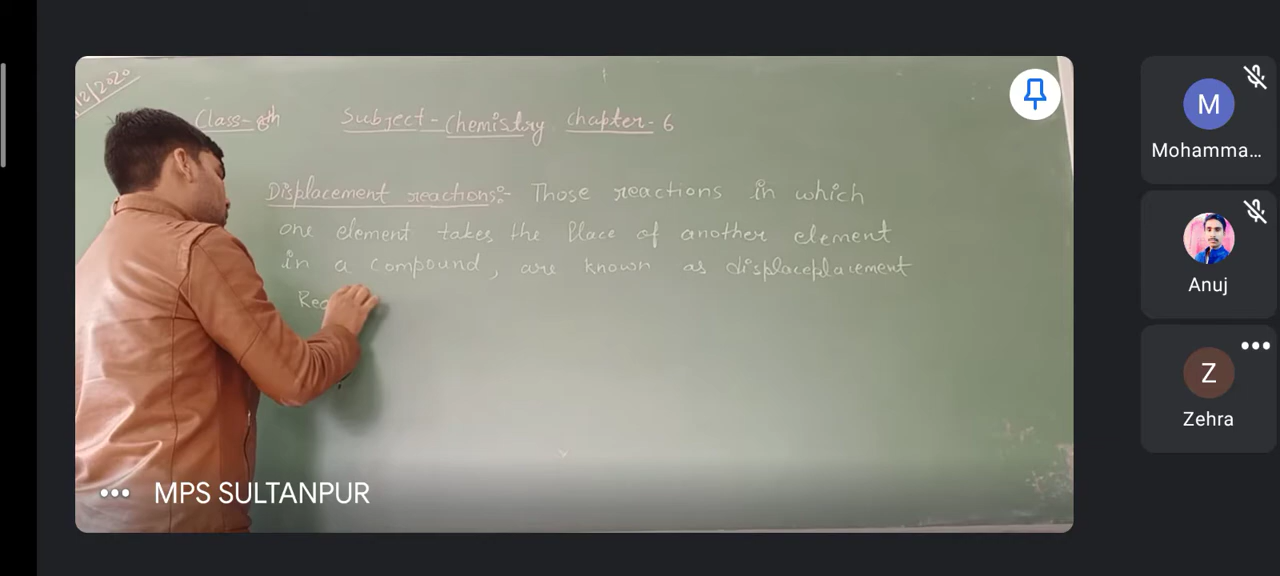 12/2020
Class-8th Subject-Chemistry Chapter-6
Displacement reactions:- Those reactions in which
one element takes the Place of another element
in a compound, are known as displaceplacement
MPS SULTANPUR
M
Mohamma...
Anuj
Z
Zehra